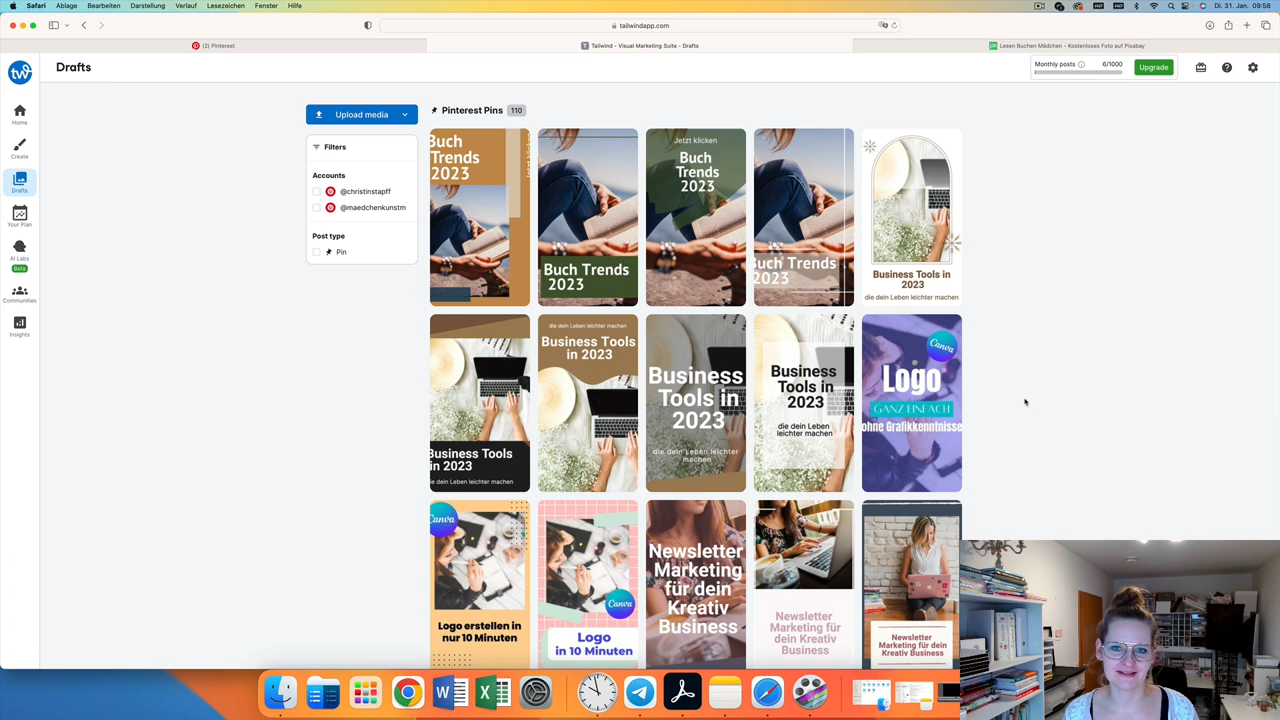 Safari Ablage Bearbeiten Darstellung Verlauf Lesezeichen Fenster Hilfe
Di. 31. Jan. 09:58
tailwindapp.com
(2) Pinterest
Tailwind - Visual Marketing Suite - Drafts
Lesen Buchen Mädchen - Kostenloses Foto auf Pixabay
tw
Drafts
Monthly posts
6/1000
Upgrade
Home
Create
Drafts
Your Plan
AI Labs
Beta
Communities
Insights
Upload media
Filters
Accounts
@christinstapff
@maedchenkunstm
Post type
Pin
Pinterest Pins 110
Buch
Trends
2023
Buch Trends
2023
Jetzt klicken
Buch
Trends
2023
Buch Trends
2023
Business Tools in
2023
die dein Leben leichter machen
Business Tools
in 2023
die dein Leben leichter machen
die dein Leben leichter machen
Business Tools
in 2023
Business
Tools in
2023
die dein Leben leichter
machen
Business
Tools in
2023
die dein Leben
leichter machen
Canva
Logo
GANZ EINFACH
ohne Grafikkenntnisse
Canva
Logo erstellen in
nur 10 Minuten
Canva
Logo
in 10 Minuten
Newsletter
Marketing
für dein
Kreativ
Business
Newsletter
Marketing für
dein Kreativ
Business
Newsletter
Marketing für dein
Kreativ Business